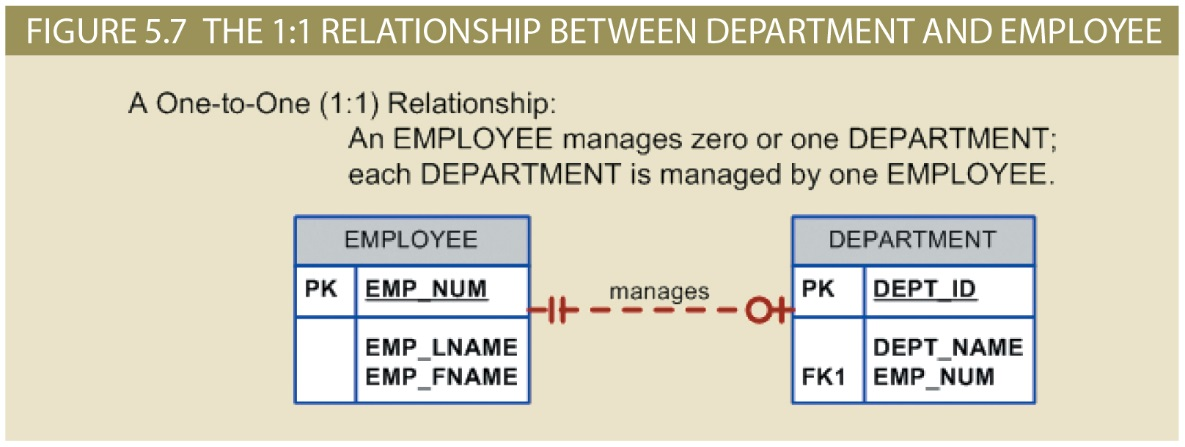 FIGURE 5.7 THE 1:1 RELATIONSHIP BETWEEN DEPARTMENT AND EMPLOYEE
A One-to-One (1:1) Relationship:
An EMPLOYEE manages zero or one DEPARTMENT;
each DEPARTMENT is managed by one EMPLOYEE.
EMPLOYEE
PK EMP_NUM
EMP_LNAME
EMP_FNAME
manages
DEPARTMENT
PK DEPT_ID
DEPT_NAME
FK1 EMP_NUM